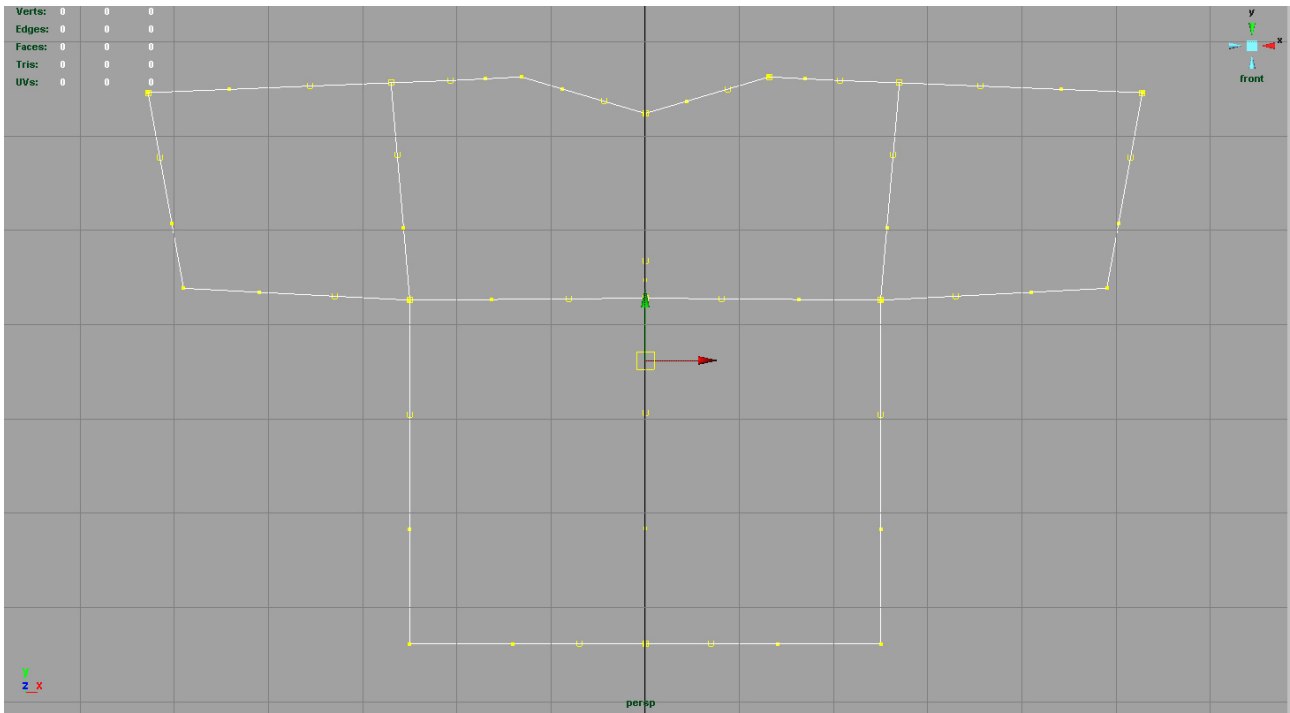 Verts: 0 0 0
Edges: 0 0 0
Faces: 0 0 0
Tris: 0 0 0
UVs: 0 0 0
y
x
front
Y
Z X
persp